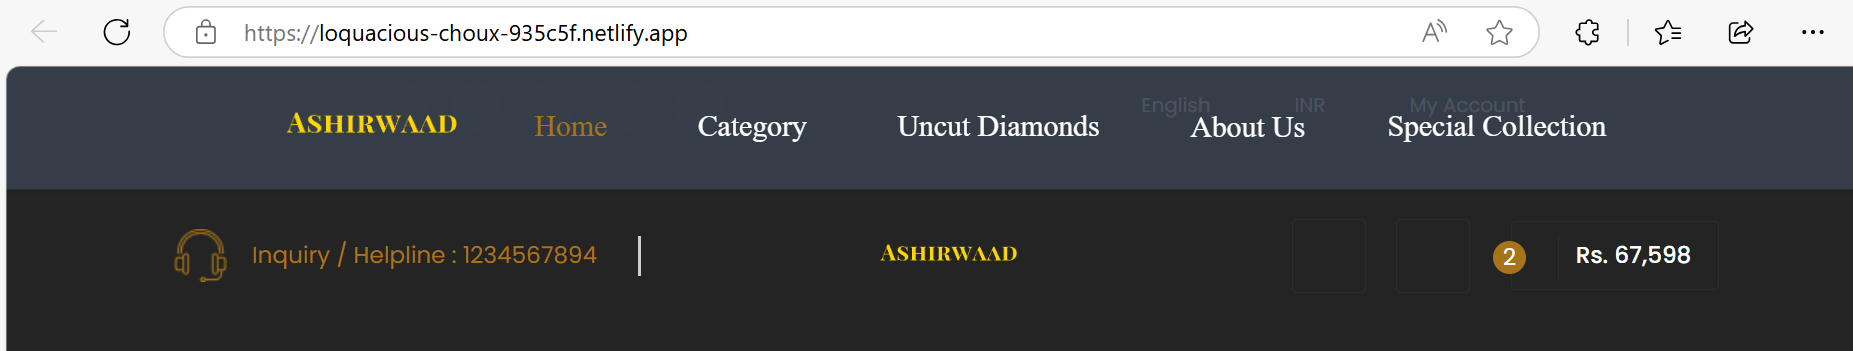 https://loquacious-choux-935c5f.netlify.app
English INR My Account
ASHIRWAAD Home Category Uncut Diamonds About Us Special Collection
Inquiry / Helpline : 1234567894 ASHIRWAAD 2 Rs. 67,598